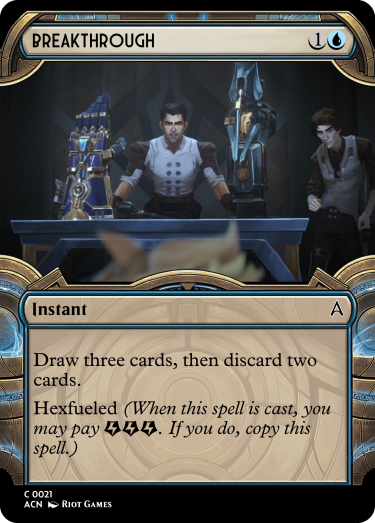 BREAKTHROUGH 1
Instant A
Draw three cards, then discard two
cards.
Hexfueled (When this spell is cast, you
may pay . If you do, copy this
spell.)
C 0021
ACN RIOT GAMES